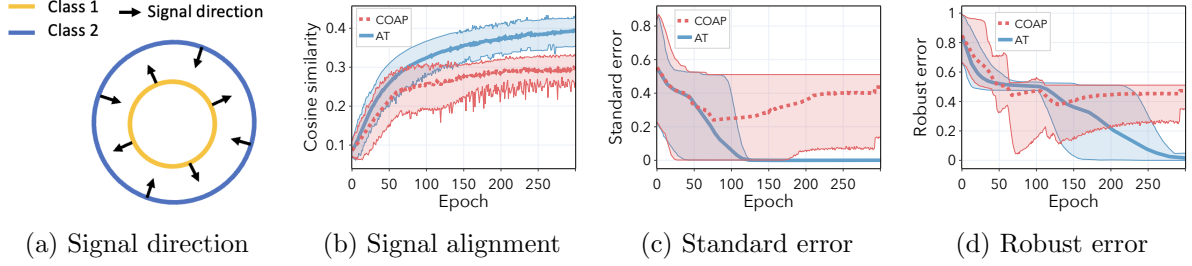 Class 1
Signal direction
Class 2
(a) Signal direction
Cosine similarity
0.4
0.3
0.2
0.1
COAP
AT
0 50 100 150 200 250
Epoch
(b) Signal alignment
Standard error
0.8
0.6
0.4
0.2
0
COAP
AT
0 50 100 150 200 250
Epoch
(c) Standard error
Robust error
1
0.8
0.6
0.4
0.2
0
COAP
AT
0 50 100 150 200 250
Epoch
(d) Robust error